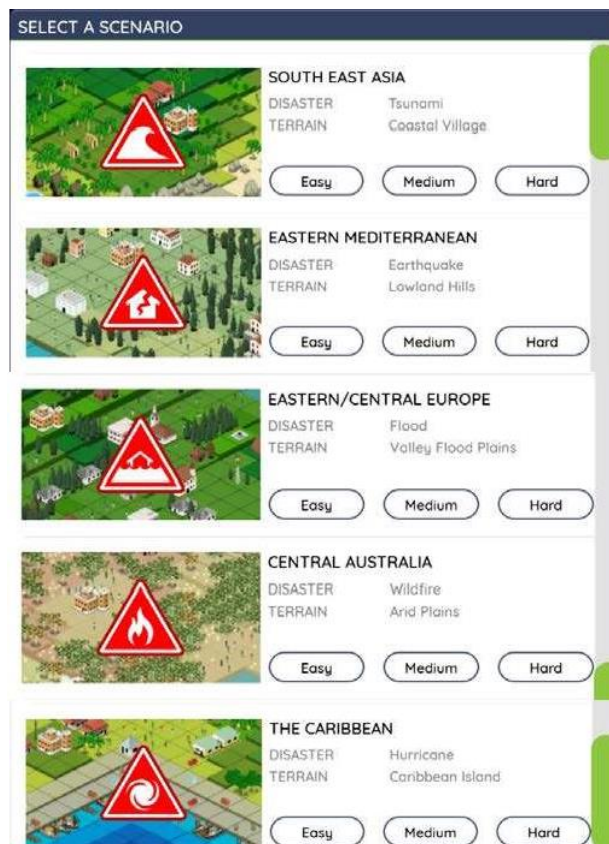 SELECT A SCENARIO
SOUTH EAST ASIA
DISASTER Tsunami
TERRAIN Coastal Village
Easy Medium Hard
EASTERN MEDITERRANEAN
DISASTER Earthquake
TERRAIN Lowland Hills
Easy Medium Hard
EASTERN/CENTRAL EUROPE
DISASTER Flood
TERRAIN Valley Flood Plains
Easy Medium Hard
CENTRAL AUSTRALIA
DISASTER Wildfire
TERRAIN Arid Plains
Easy Medium Hard
THE CARIBBEAN
DISASTER Hurricane
TERRAIN Caribbean Island
Easy Medium Hard